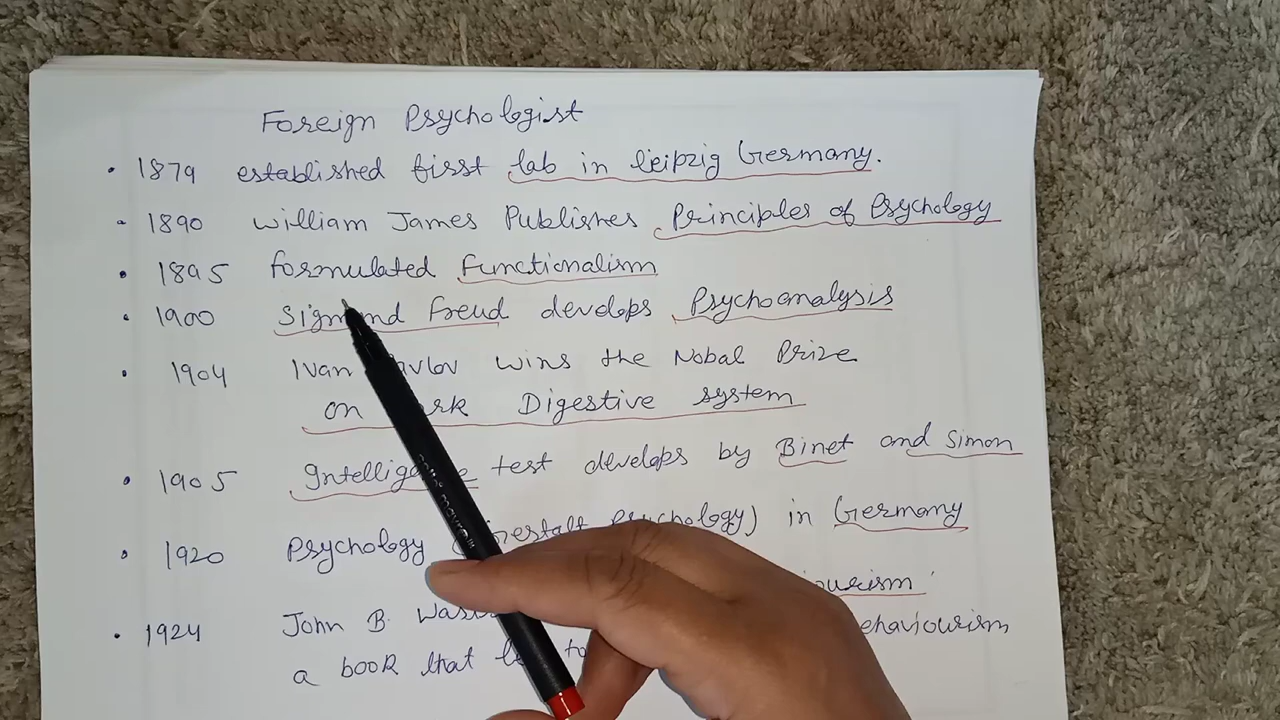 Foreign Psychologist
• 1879 established first lab in leipzig Germany.
• 1890 William James Publishes Principles of Psychology
• 1895 formulated Functionalism
• 1900 Freud develops Psychoanalysis
• 1904 Ivan wins the Nobal Prize
on Digestive system
• 1905 test develops by Binet and Simon
• 1920 Psychology Psychology) in Germany
• 1924 John B.
a book that